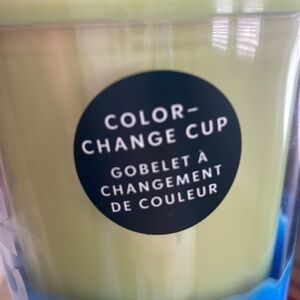 COLOR-
CHANGE CUP
GOBELET À
CHANGEMENT
DE COULEUR